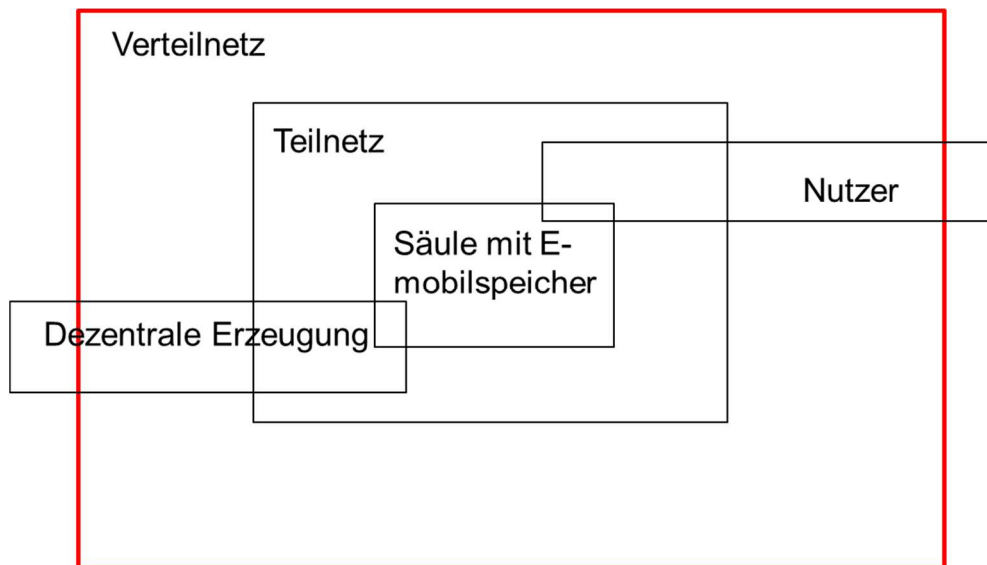 Verteilnetz
Teilnetz
Nutzer
Säule mit E-
mobilspeicher
Dezentrale Erzeugung